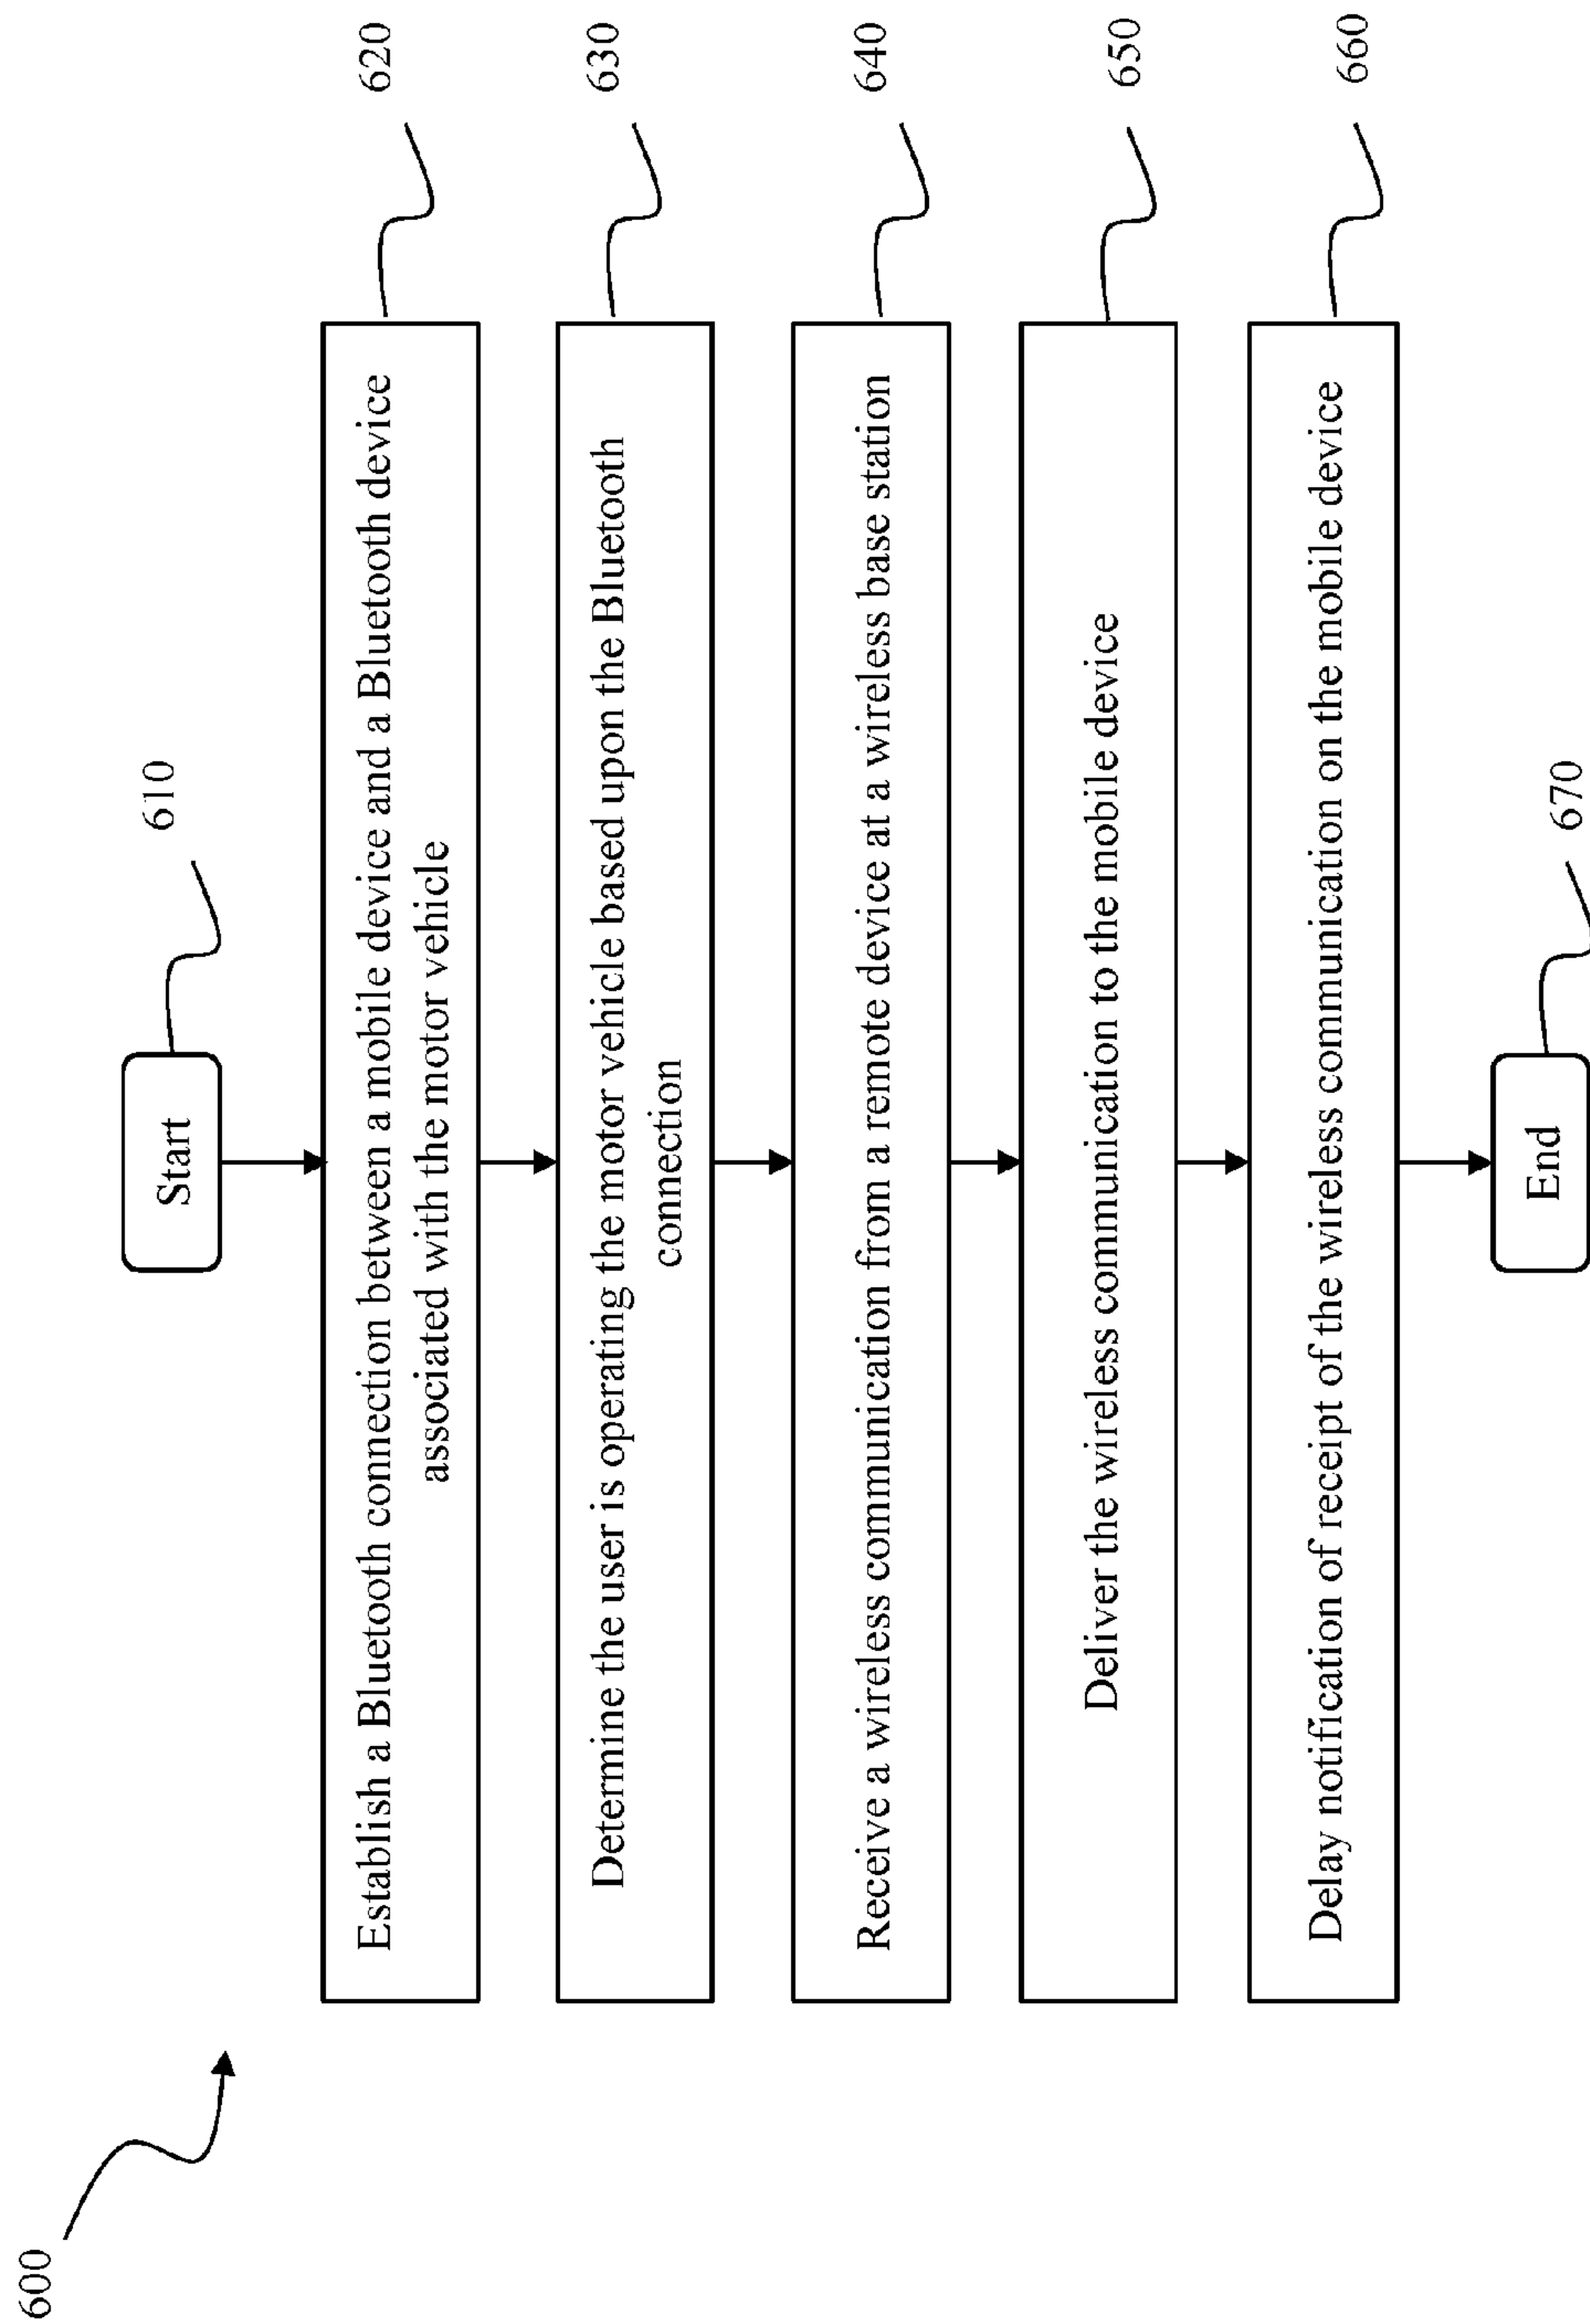 600
Start
610
Establish a Bluetooth connection between a mobile device and a Bluetooth device
associated with the motor vehicle
620
Determine the user is operating the motor vehicle based upon the Bluetooth
connection
630
Receive a wireless communication from a remote device at a wireless base station
640
Deliver the wireless communication to the mobile device
650
Delay notification of receipt of the wireless communication on the mobile device
660
End
670